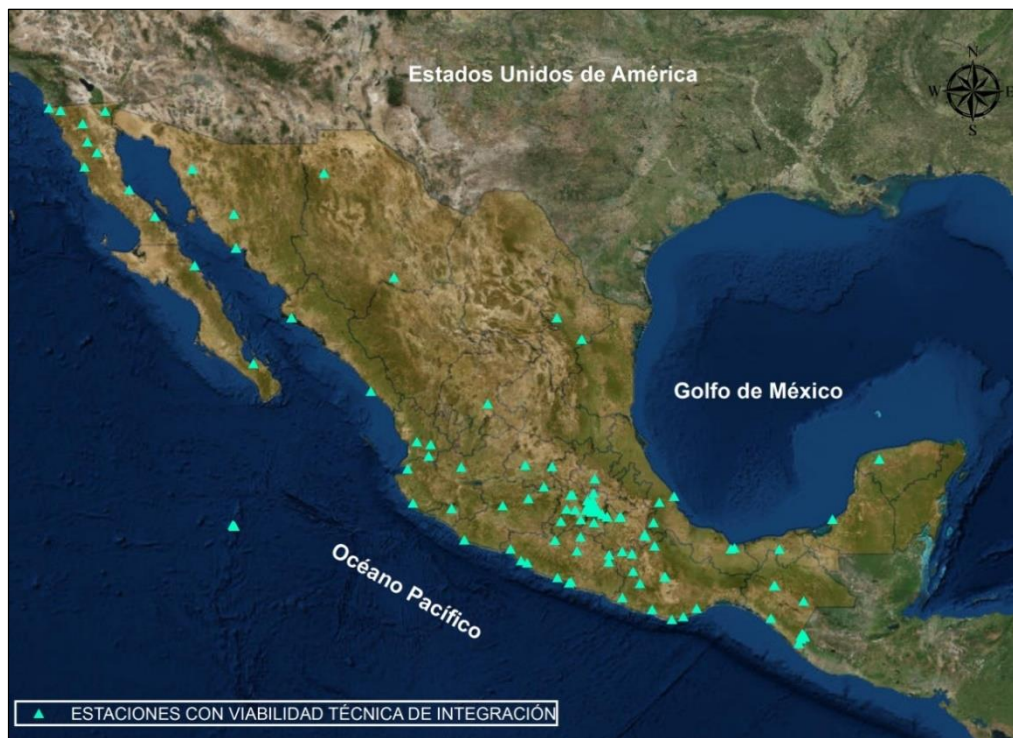 Estados Unidos de América
N
W E
S
Golfo de México
Océano Pacífico
ESTACIONES CON VIABILIDAD TÉCNICA DE INTEGRACIÓN